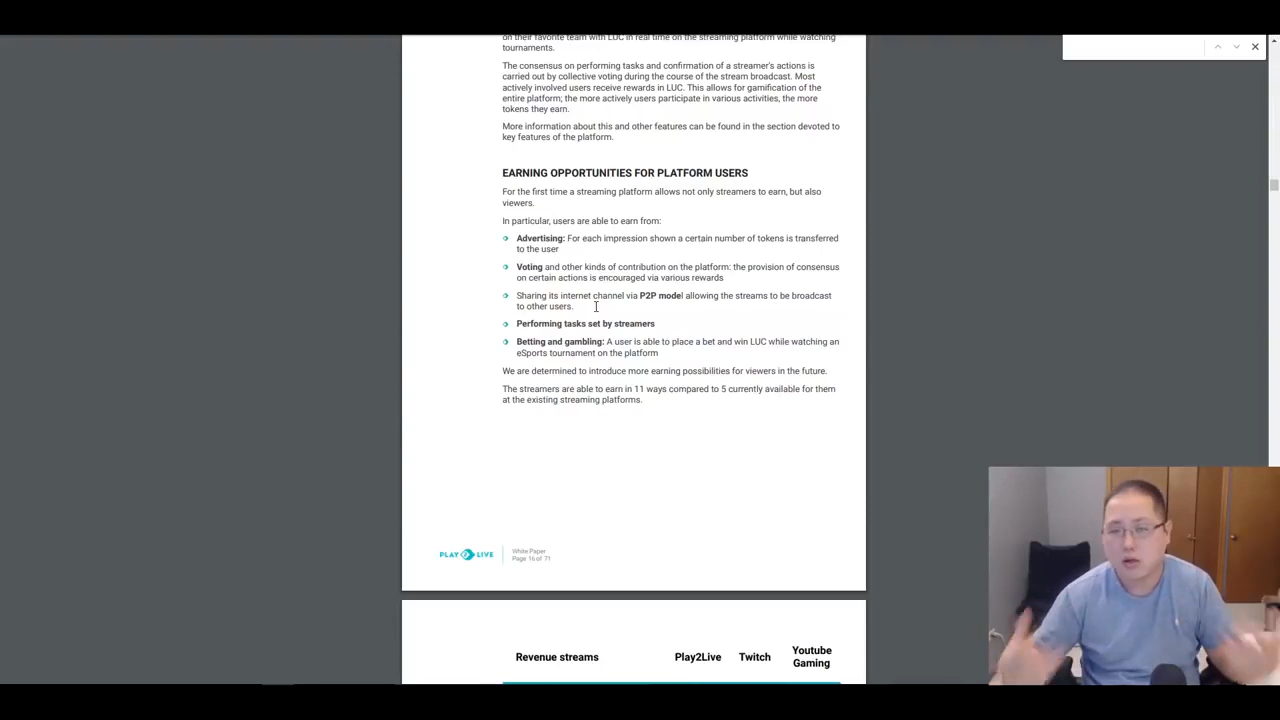 on their favorite team with LUC in real time on the streaming platform while watching
tournaments.
The consensus on performing tasks and confirmation of a streamer's actions is
carried out by collective voting during the course of the stream broadcast. Most
actively involved users receive rewards in LUC. This allows for gamification of the
entire platform; the more actively users participate in various activities, the more
tokens they earn.
More information about this and other features can be found in the section devoted to
key features of the platform.
EARNING OPPORTUNITIES FOR PLATFORM USERS
For the first time a streaming platform allows not only streamers to earn, but also
viewers.
In particular, users are able to earn from:
Advertising: For each impression shown a certain number of tokens is transferred
to the user
Voting and other kinds of contribution on the platform: the provision of consensus
on certain actions is encouraged via various rewards
Sharing its internet channel via P2P model allowing the streams to be broadcast
to other users.
Performing tasks set by streamers
Betting and gambling: A user is able to place a bet and win LUC while watching an
eSports tournament on the platform
We are determined to introduce more earning possibilities for viewers in the future.
The streamers are able to earn in 11 ways compared to 5 currently available for them
at the existing streaming platforms.
PLAY 2 LIVE
White Paper
Page 16 of 71
Revenue streams Play2Live Twitch Youtube
Gaming